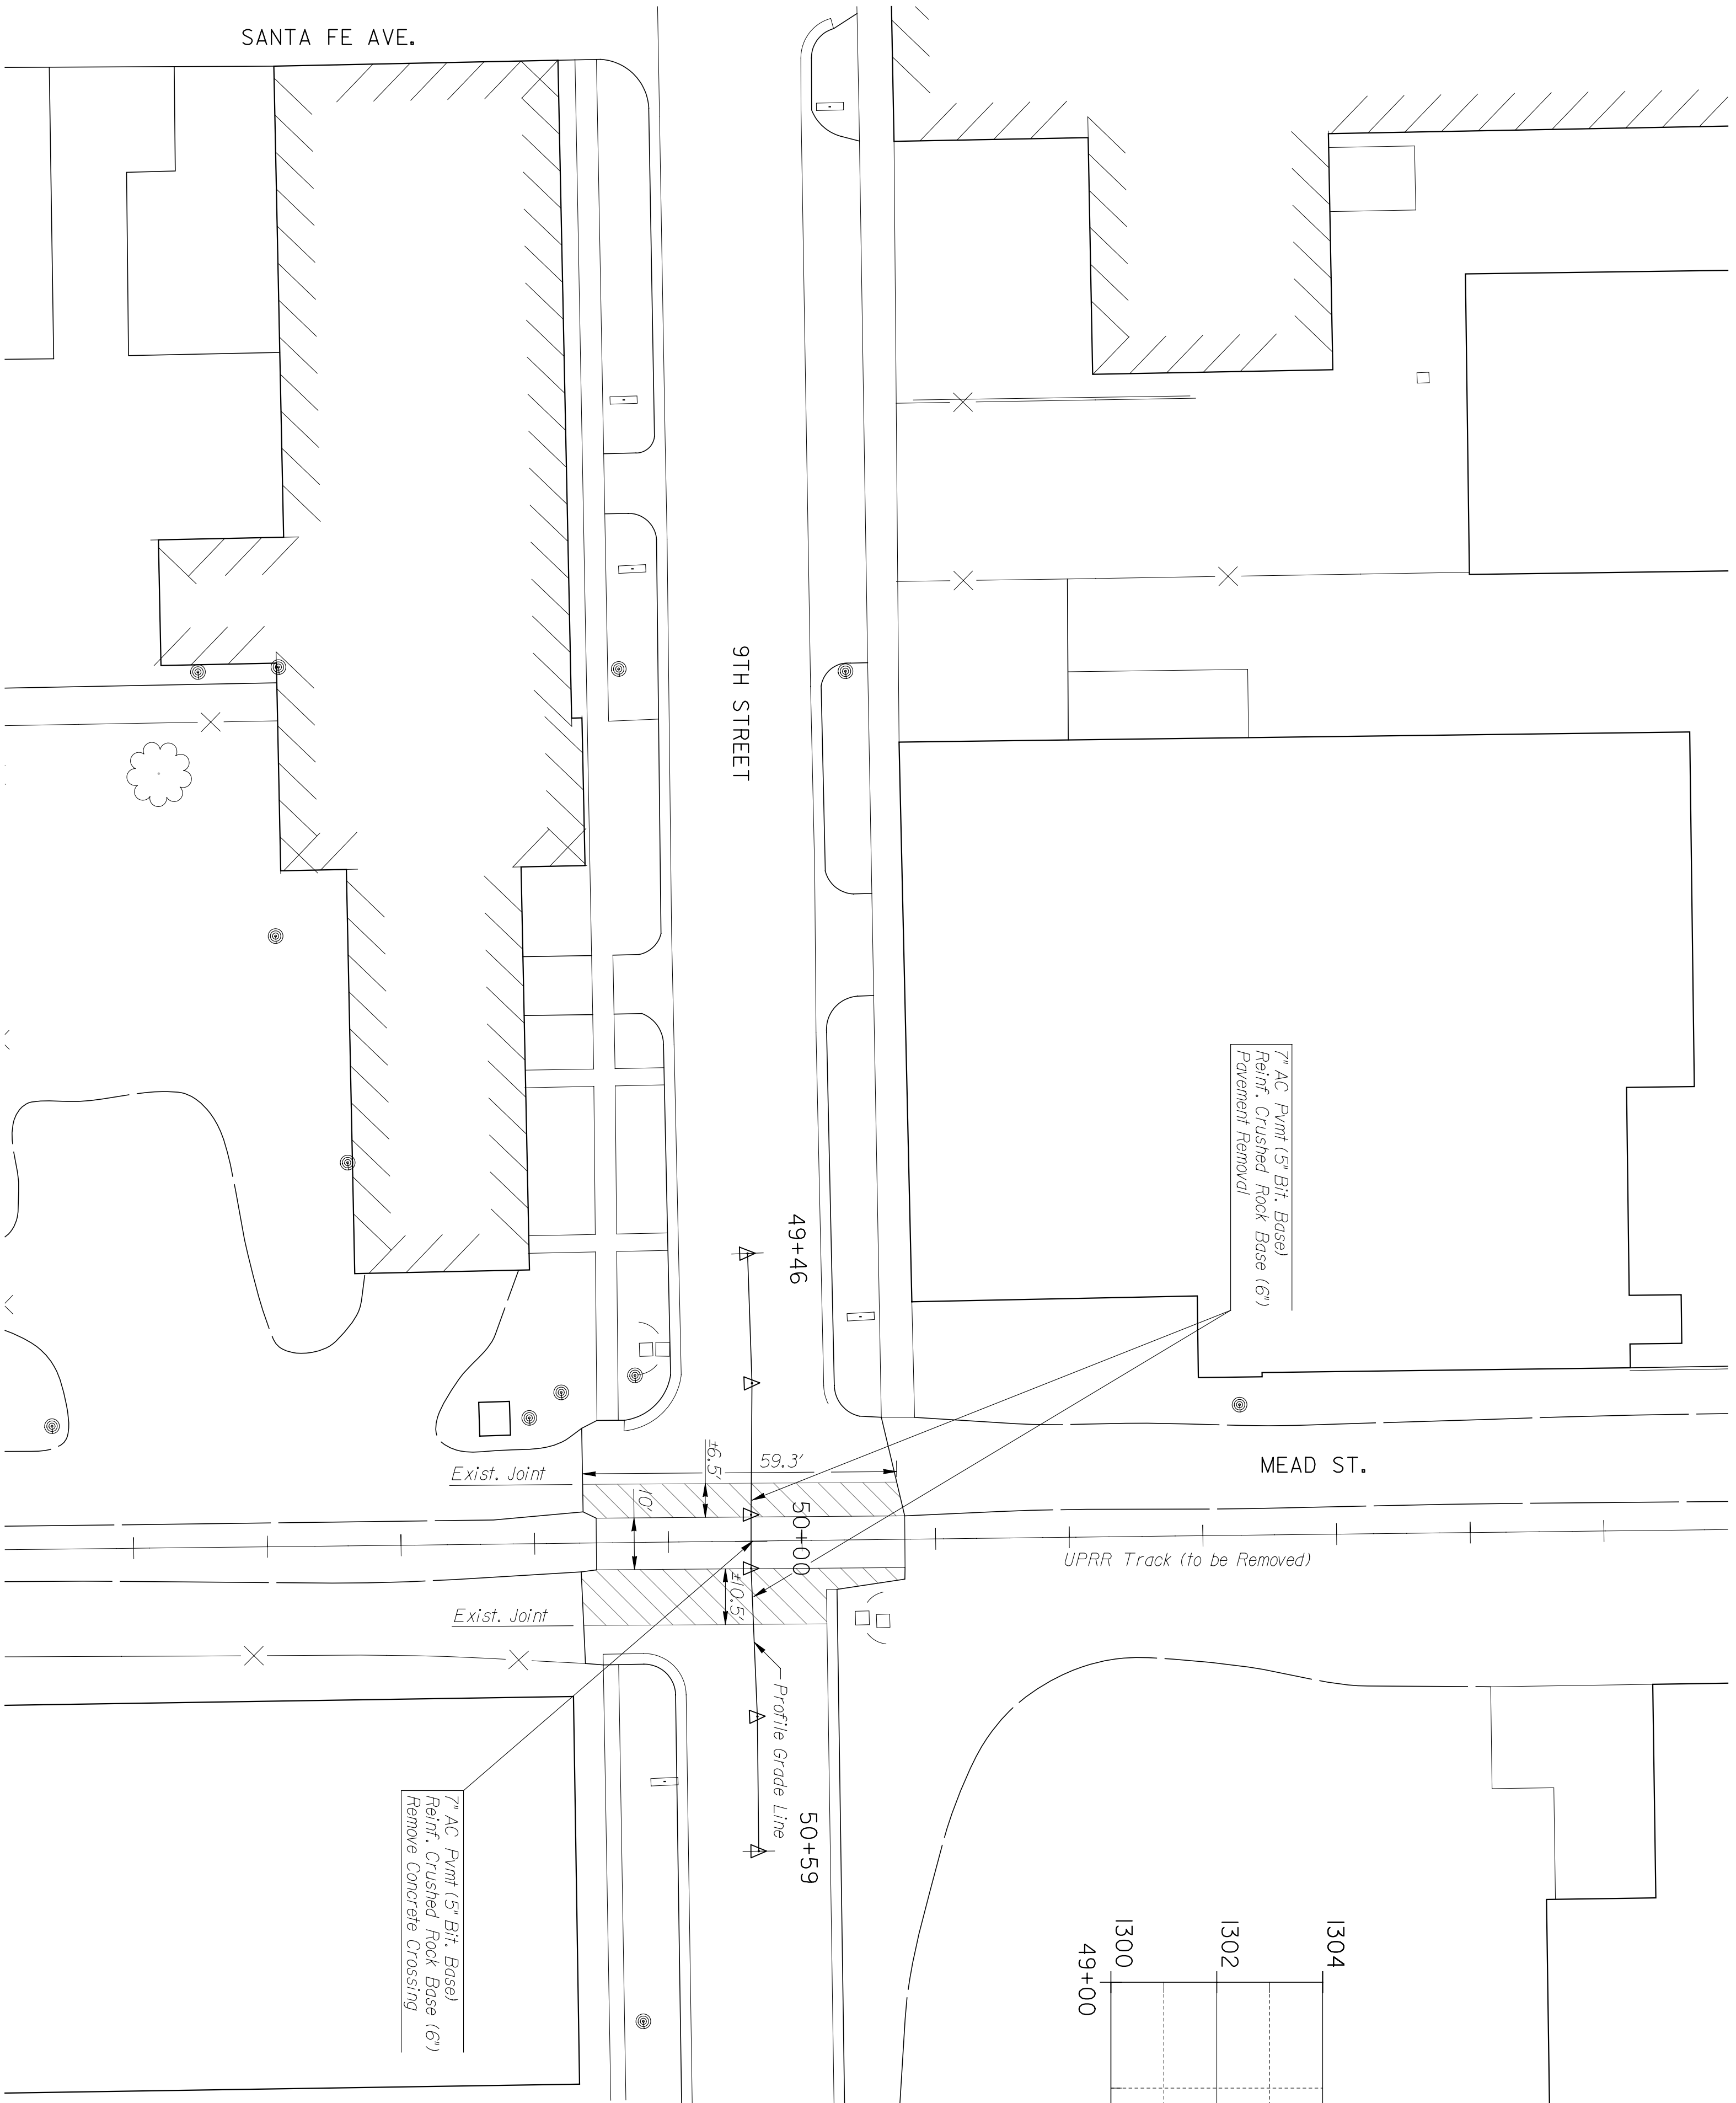 SANTA FE AVE.
9TH STREET
7" AC Pvmt (5" Bit. Base)
Reinf. Crushed Rock Base (6")
Pavement Removal
49+46
MEAD ST.
59.3'
±6.5'
Exist. Joint
10'
50+00
UPRR Track (to be Removed)
±10.5'
Exist. Joint
Profile Grade Line
50+59
7" AC Pvmt (5" Bit. Base)
Reinf. Crushed Rock Base (6")
Remove Concrete Crossing
1304
1302
1300
49+00